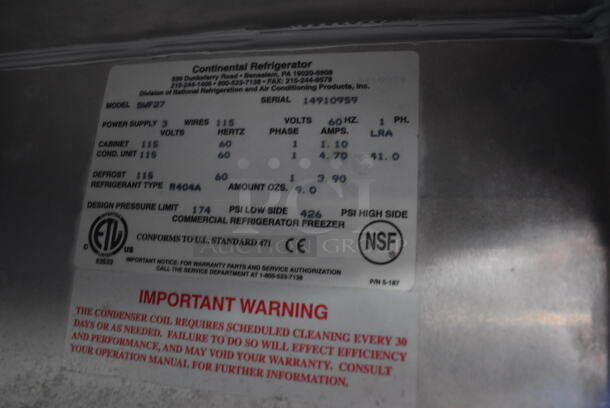 Continental Refrigerator
539 Dunksferry Road • Bensalem, PA 19020-5908
215-244-1400 • 800-523-7138 • FAX: 215-244-9579
Division of National Refrigeration and Air Conditioning Products, Inc.
MODEL SWF27 SERIAL 14910959
POWER SUPPLY 3 WIRES 115 VOLTS 60 HZ. 1 PH.
VOLTS HERTZ PHASE AMPS. LRA
CABINET 115 60 1 1.10
COND. UNIT 115 60 1 4.70 41.0
DEFROST 115 60 1 3.90
REFRIGERANT TYPE R404A AMOUNT OZS. 9.0
DESIGN PRESSURE LIMIT 174 PSI LOW SIDE 426 PSI HIGH SIDE
COMMERCIAL REFRIGERATOR FREEZER
ETL CONFORMS TO U.L. STANDARD 471 CE NSF
C US
PCI
AUCTION GROUP
IMPORTANT NOTICE: FOR WARRANTY PARTS AND SERVICE AUTHORIZATION
CALL THE SERVICE DEPARTMENT AT 1-800-523-7138
P/N 5-187
IMPORTANT WARNING
THE CONDENSER COIL REQUIRES SCHEDULED CLEANING EVERY 30
DAYS OR AS NEEDED. FAILURE TO DO SO WILL EFFECT EFFICIENCY
AND PERFORMANCE, AND MAY VOID YOUR WARRANTY. CONSULT
YOUR OPERATION MANUAL FOR FURTHER INFORMATION.